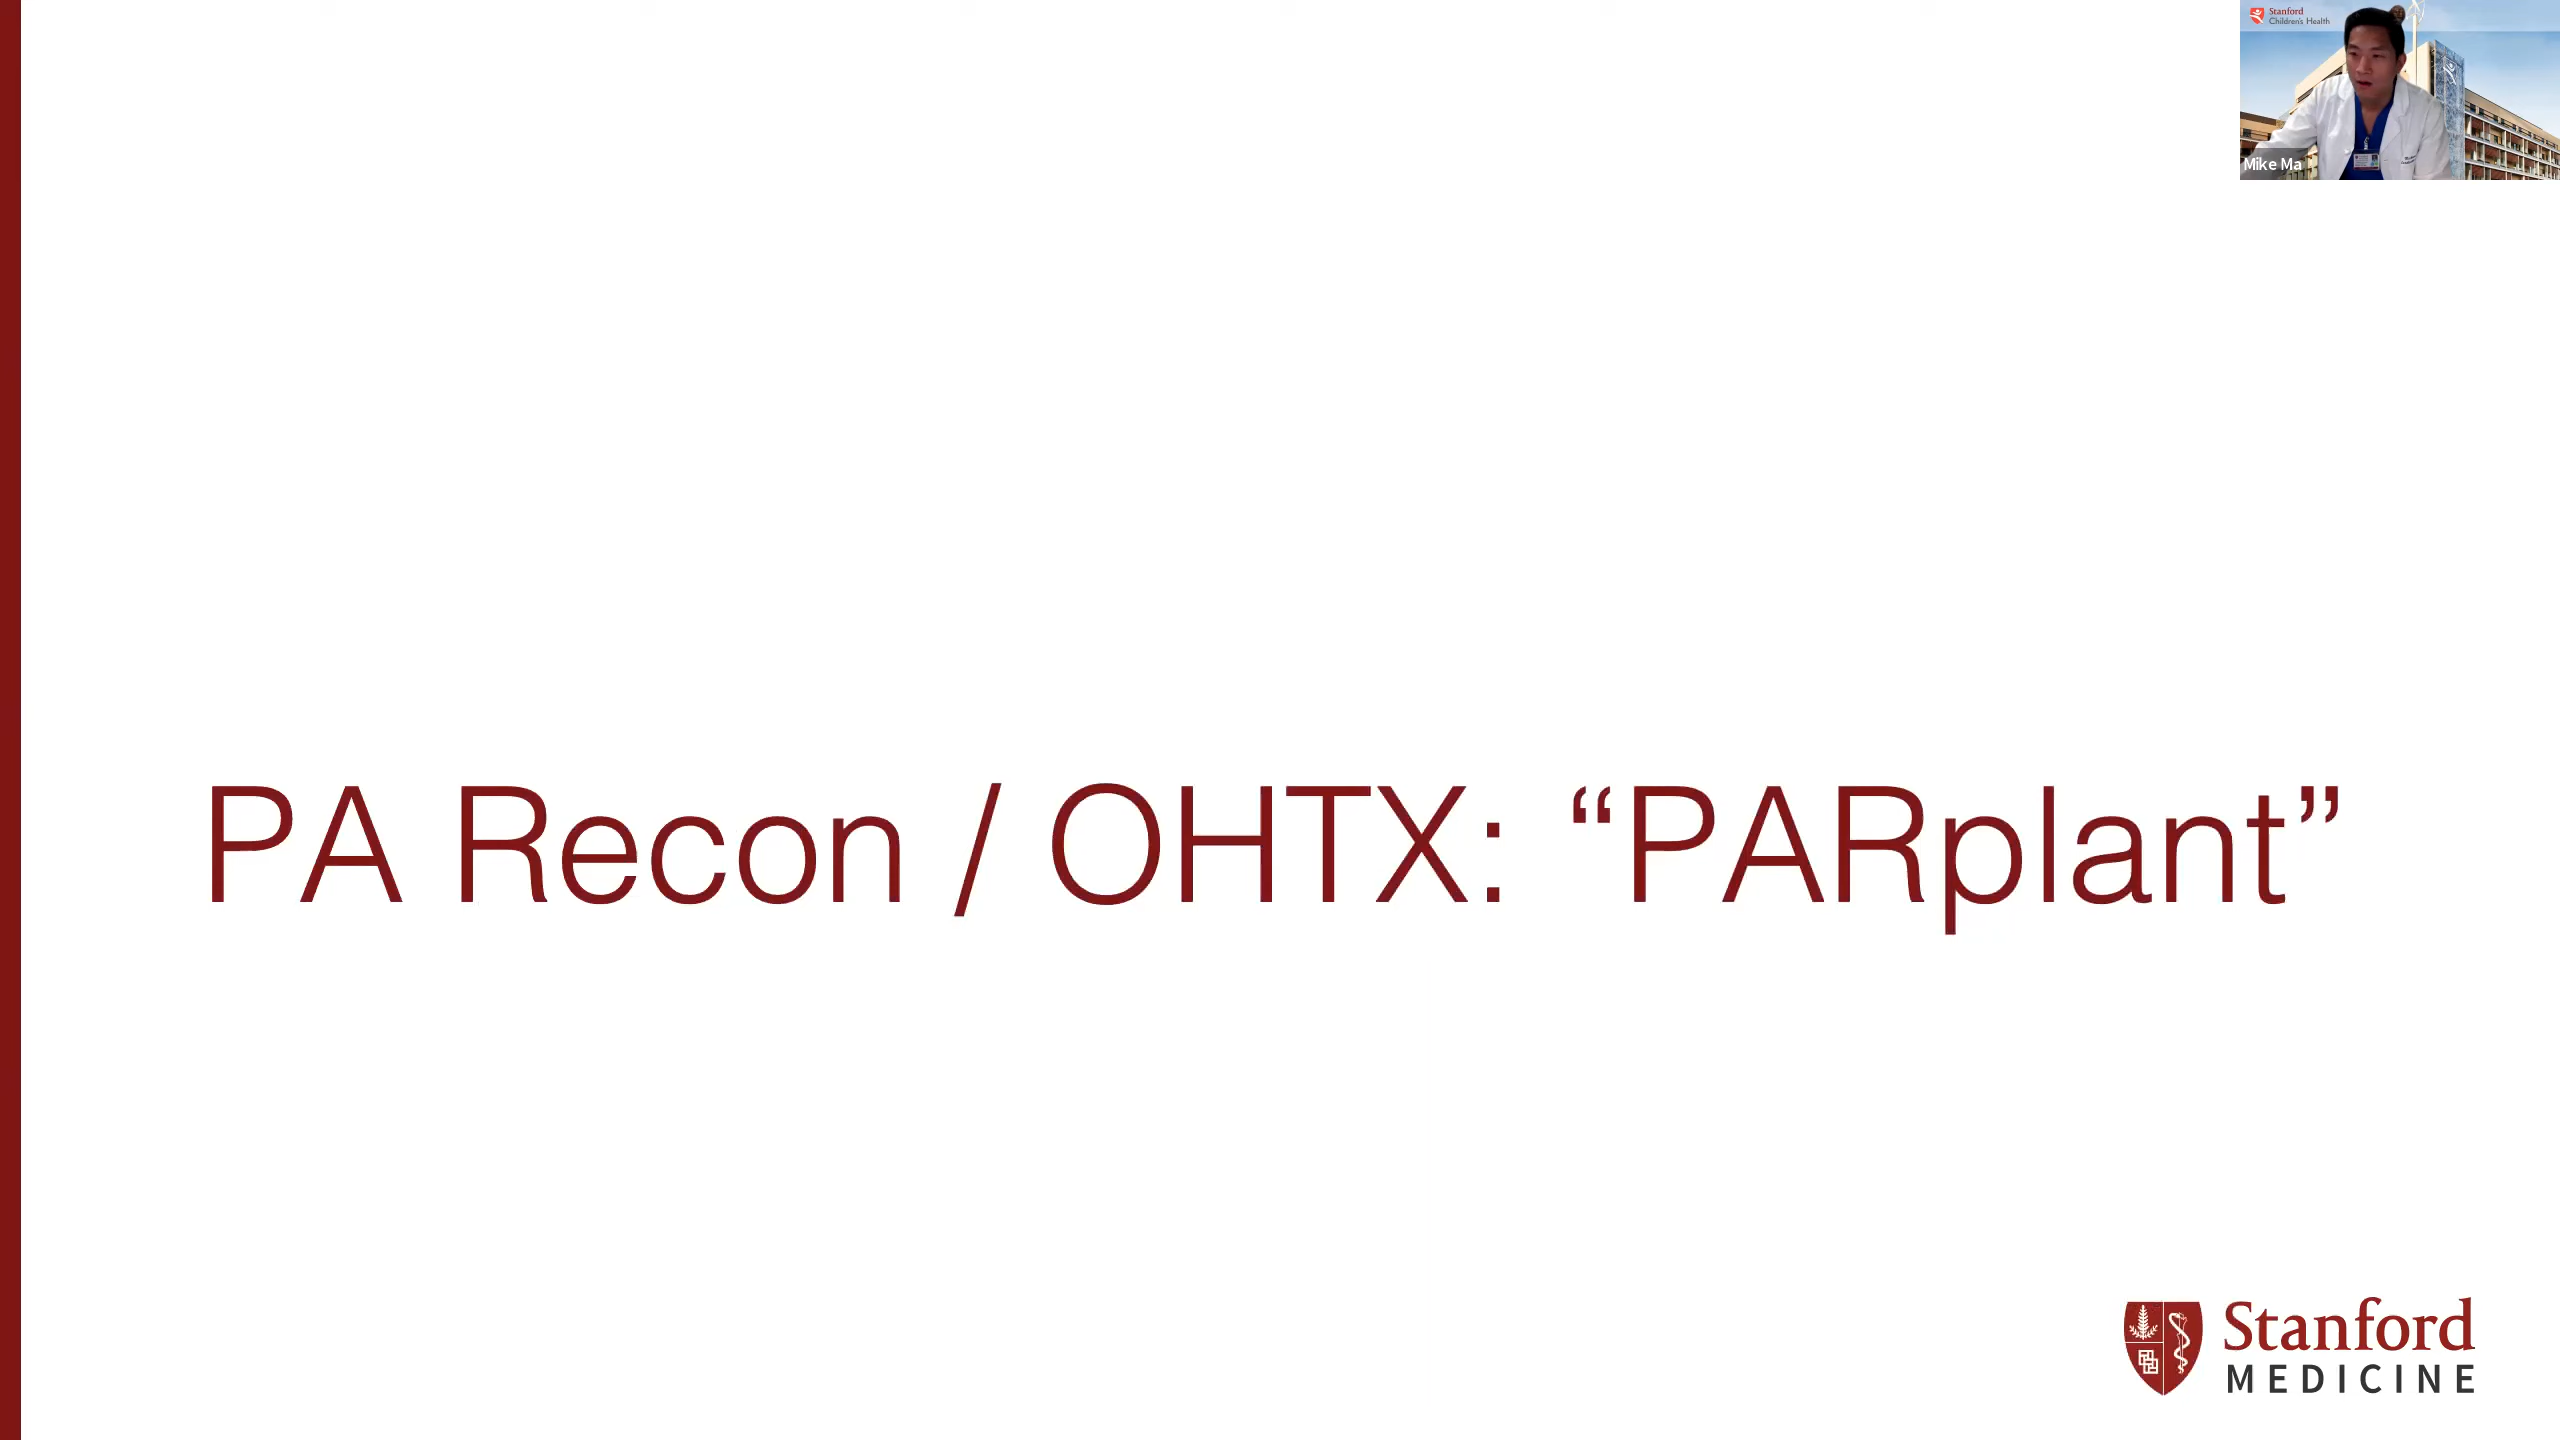 Stanford
Children's Health
Mike Ma
PA Recon / OHTX: “PARplant”
Stanford
MEDICINE